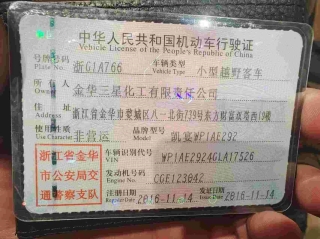 中华人民共和国机动车行驶证
Vehicle License of the People's Republic of China
号牌号码 浙G1A766 车辆类型 小型越野客车
Plate No. Vehicle Type
所有人 金华三星化工有限责任公司
住址 浙江省金华市婺城区八一北街739号东方财富双荟西19楼
Address
使用性质 非营运 品牌型号 凯宴WP1AE292
Use Character Model
浙江省金华
市公安局交
通警察支队
车辆识别代号 WP1AE2924GLA17526
VIN
发动机号码 CGE123042
Engine No.
注册日期 2016-11-14 发证日期 2016-11-14
Register Date Issue Date